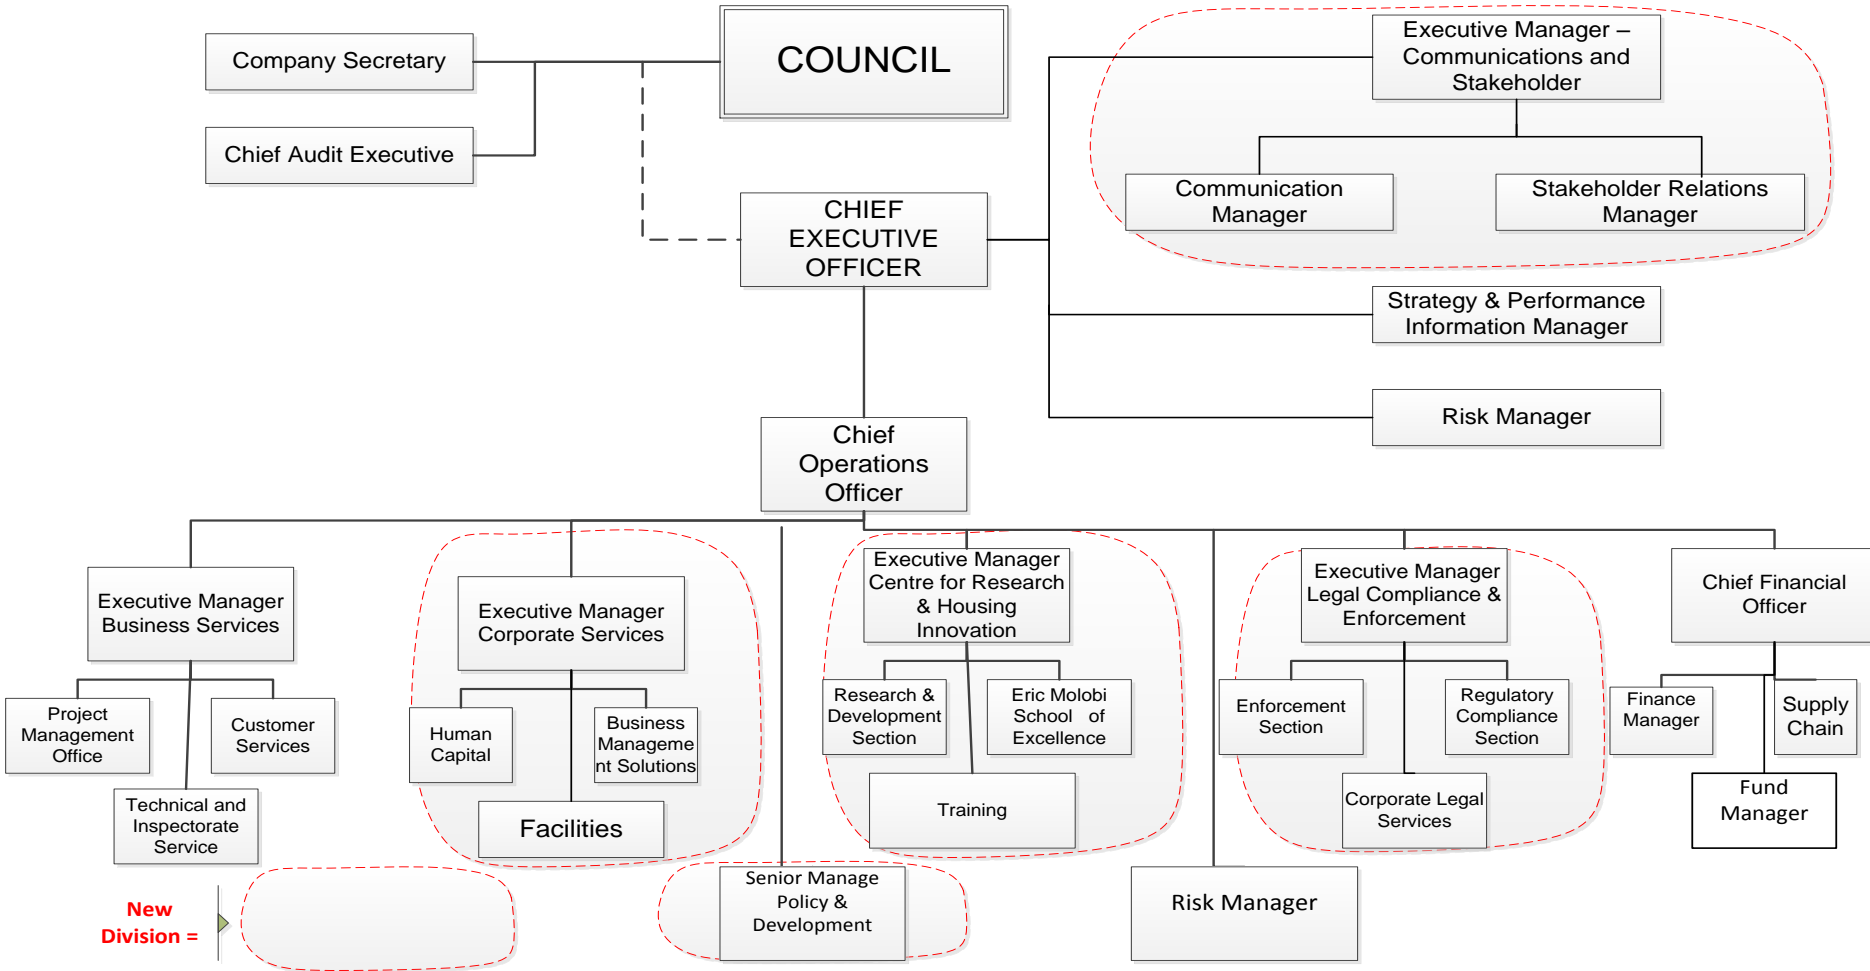 Company Secretary
COUNCIL
Executive Manager –
Communications and
Stakeholder
Chief Audit Executive
Communication
Manager
Stakeholder Relations
Manager
CHIEF
EXECUTIVE
OFFICER
Strategy & Performance
Information Manager
Risk Manager
Chief
Operations
Officer
Executive Manager
Business Services
Executive Manager
Corporate Services
Executive Manager
Centre for Research
& Housing
Innovation
Executive Manager
Legal Compliance &
Enforcement
Chief Financial
Officer
Project
Management
Office
Customer
Services
Technical and
Inspectorate
Service
Human
Capital
Business
Manageme
nt Solutions
Facilities
Research &
Development
Section
Eric Molobi
School of
Excellence
Training
Enforcement
Section
Regulatory
Compliance
Section
Corporate Legal
Services
Finance
Manager
Supply
Chain
Fund
Manager
Senior Manage
Policy &
Development
Risk Manager
New
Division =